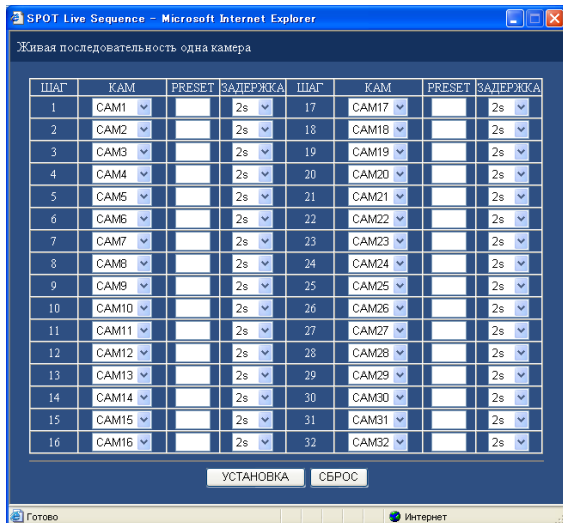 SPOT Live Sequence - Microsoft Internet Explorer
Живая последовательность одна камера
ШАГ КАМ PRESET ЗАДЕРЖКА ШАГ КАМ PRESET ЗАДЕРЖКА
1 CAM1 2s 17 CAM17 2s
2 CAM2 2s 18 CAM18 2s
3 CAM3 2s 19 CAM19 2s
4 CAM4 2s 20 CAM20 2s
5 CAM5 2s 21 CAM21 2s
6 CAM6 2s 22 CAM22 2s
7 CAM7 2s 23 CAM23 2s
8 CAM8 2s 24 CAM24 2s
9 CAM9 2s 25 CAM25 2s
10 CAM10 2s 26 CAM26 2s
11 CAM11 2s 27 CAM27 2s
12 CAM12 2s 28 CAM28 2s
13 CAM13 2s 29 CAM29 2s
14 CAM14 2s 30 CAM30 2s
15 CAM15 2s 31 CAM31 2s
16 CAM16 2s 32 CAM32 2s
УСТАНОВКА СБРОС
Готово Интернет